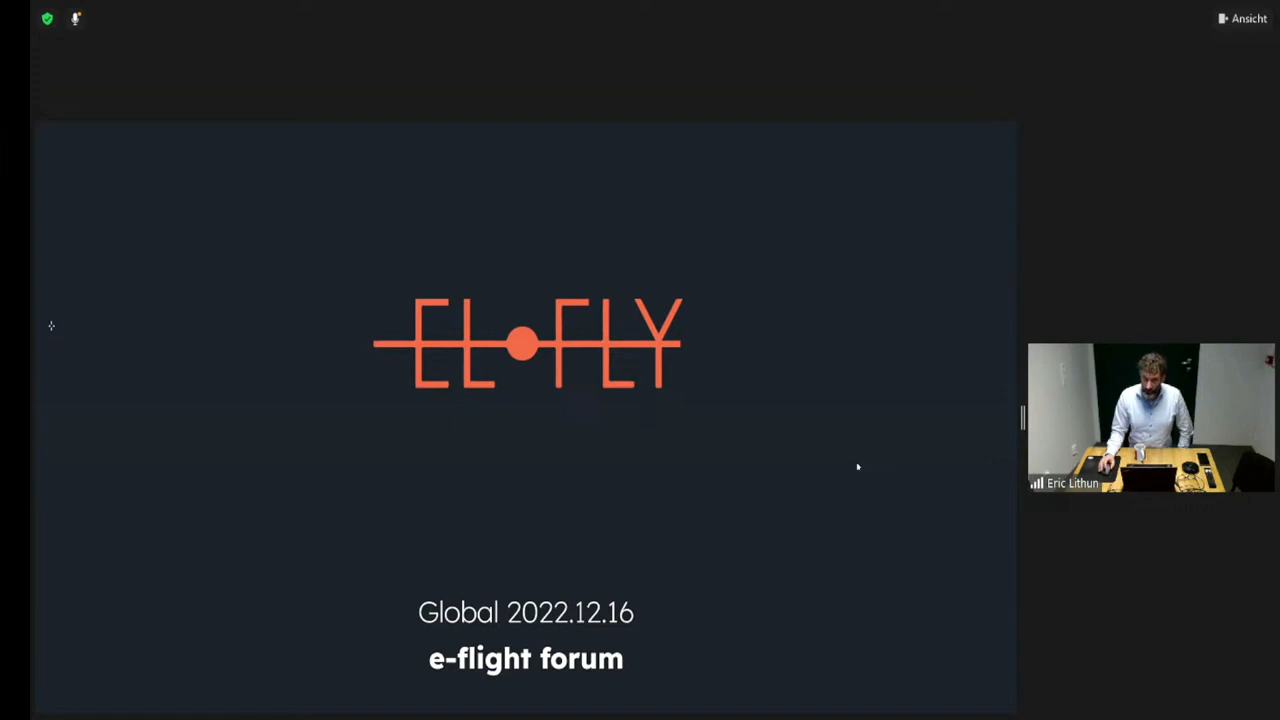 Ansicht
EL•FLY
Eric Lithun
Global 2022.12.16
e-flight forum